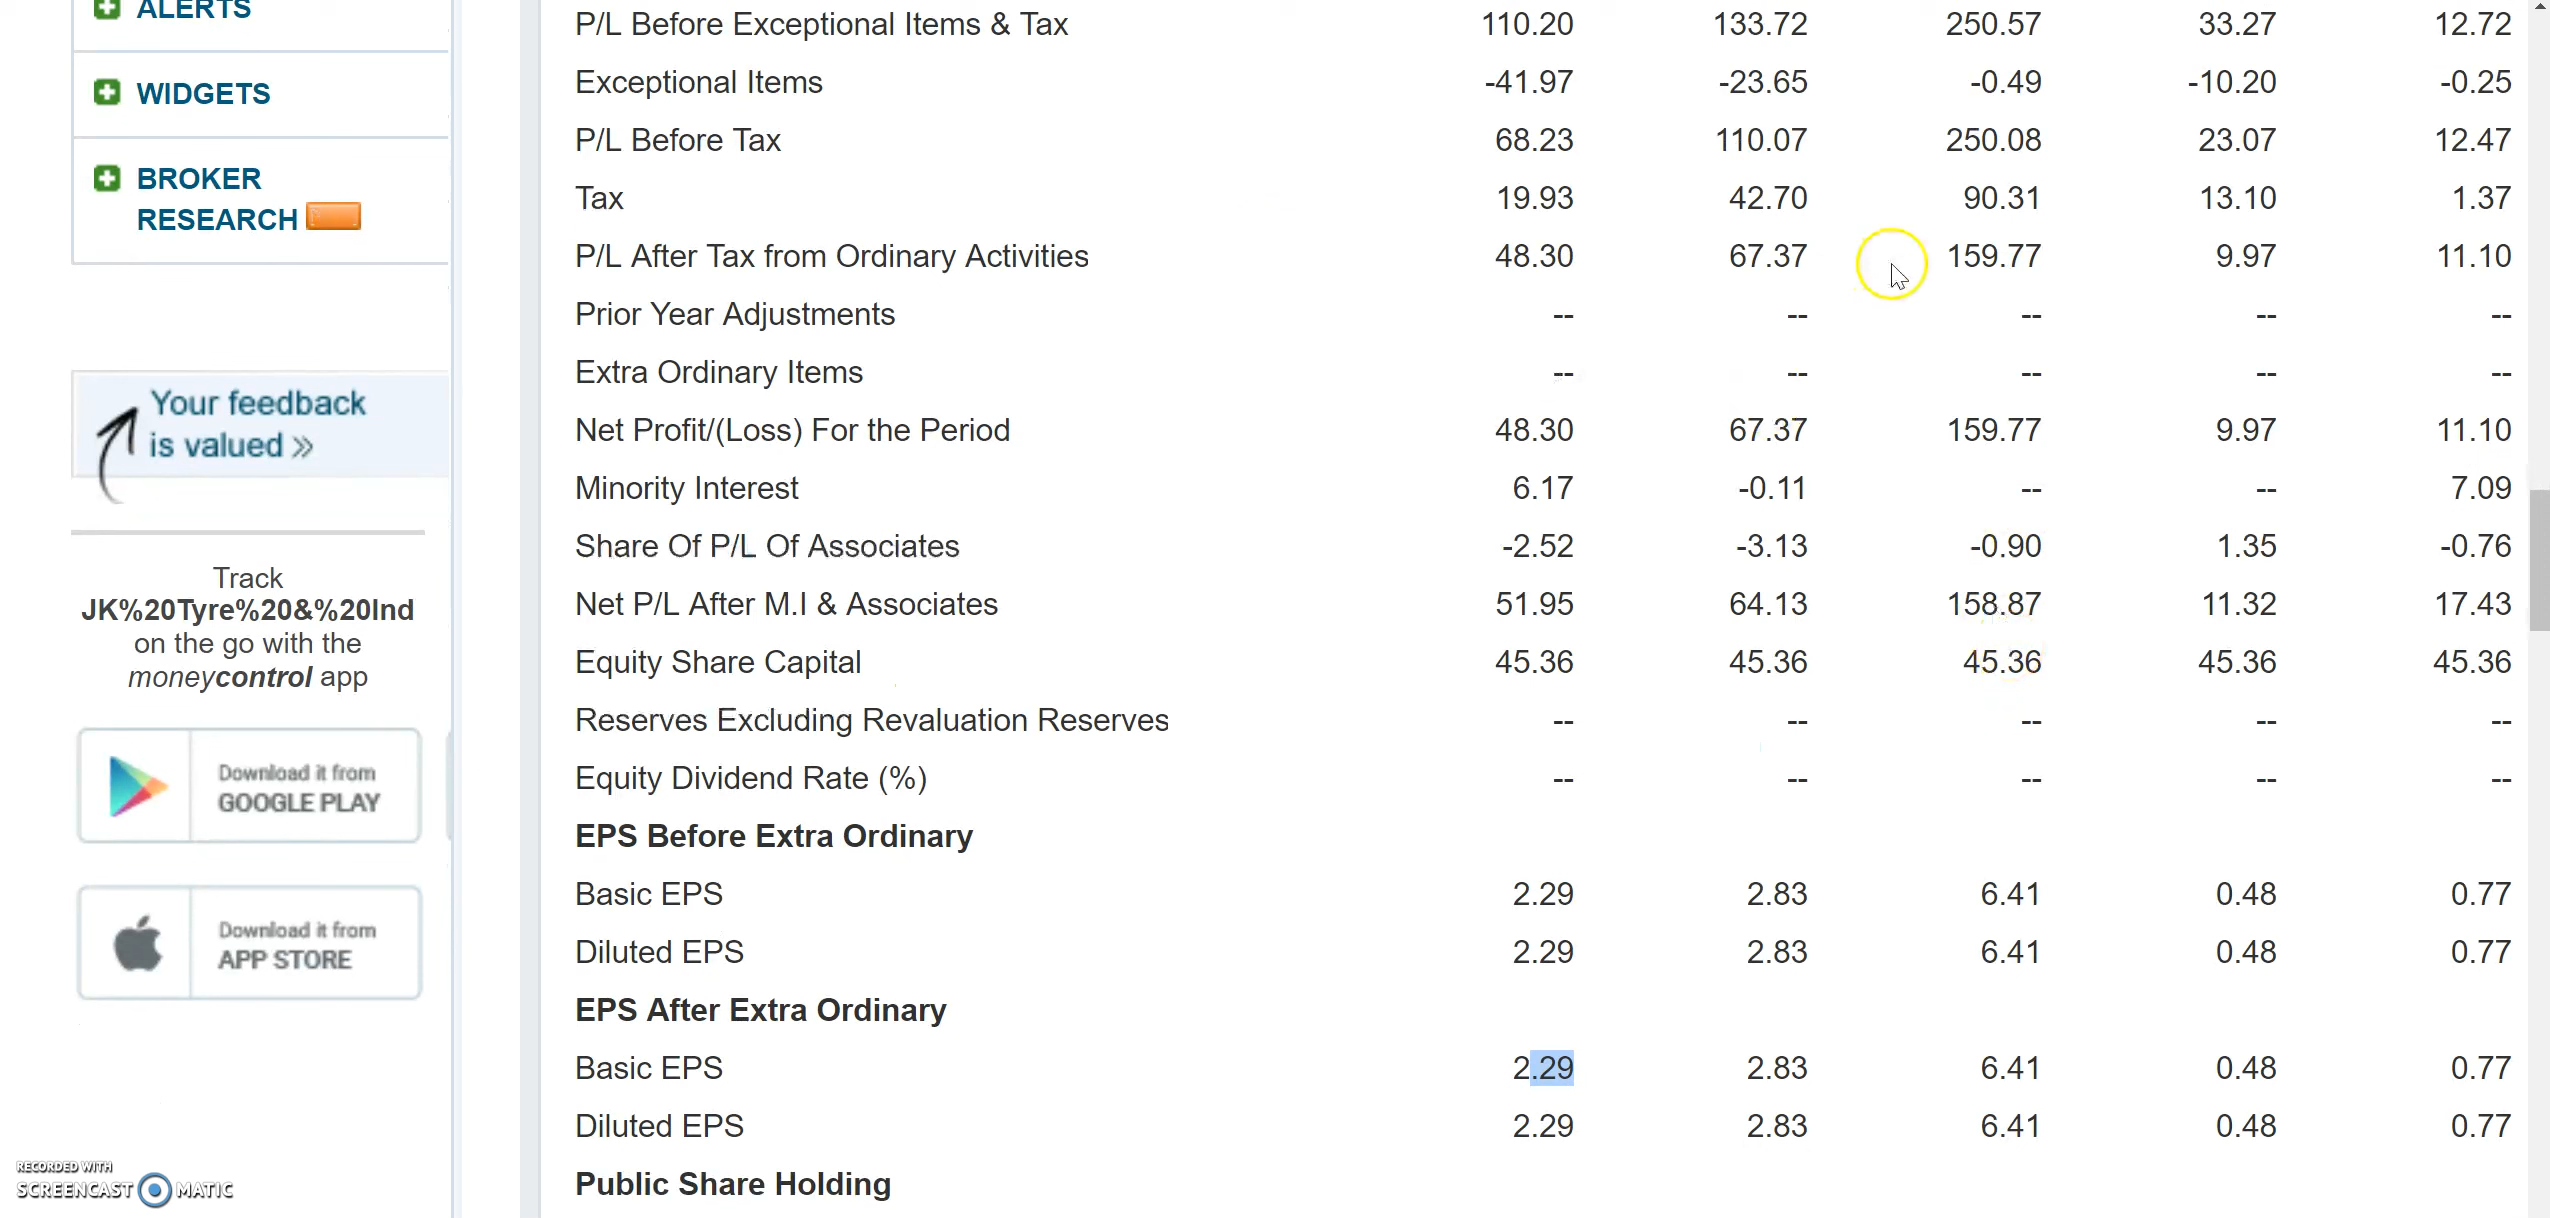 ALERTS
WIDGETS
BROKER
RESEARCH
Your feedback
is valued »
Track
JK%20Tyre%20&%20Ind
on the go with the
moneycontrol app
Download it from
GOOGLE PLAY
Download it from
APP STORE
RECORDED WITH
SCREENCAST MATIC
P/L Before Exceptional Items & Tax 110.20 133.72 250.57 33.27 12.72
Exceptional Items -41.97 -23.65 -0.49 -10.20 -0.25
P/L Before Tax 68.23 110.07 250.08 23.07 12.47
Tax 19.93 42.70 90.31 13.10 1.37
P/L After Tax from Ordinary Activities 48.30 67.37 159.77 9.97 11.10
Prior Year Adjustments -- -- -- -- --
Extra Ordinary Items -- -- -- -- --
Net Profit/(Loss) For the Period 48.30 67.37 159.77 9.97 11.10
Minority Interest 6.17 -0.11 -- -- 7.09
Share Of P/L Of Associates -2.52 -3.13 -0.90 1.35 -0.76
Net P/L After M.I & Associates 51.95 64.13 158.87 11.32 17.43
Equity Share Capital 45.36 45.36 45.36 45.36 45.36
Reserves Excluding Revaluation Reserves -- -- -- -- --
Equity Dividend Rate (%) -- -- -- -- --
EPS Before Extra Ordinary
Basic EPS 2.29 2.83 6.41 0.48 0.77
Diluted EPS 2.29 2.83 6.41 0.48 0.77
EPS After Extra Ordinary
Basic EPS 2.29 2.83 6.41 0.48 0.77
Diluted EPS 2.29 2.83 6.41 0.48 0.77
Public Share Holding